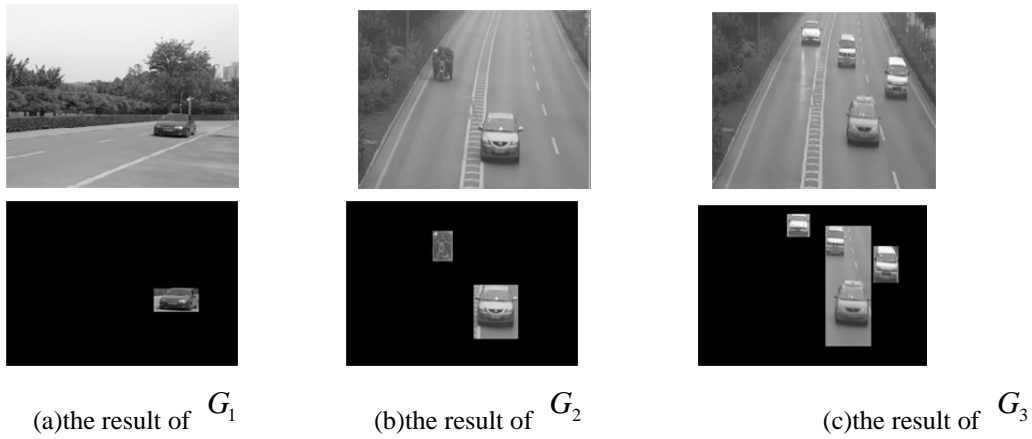 (a)the result of G₁ (b)the result of G₂ (c)the result of G₃